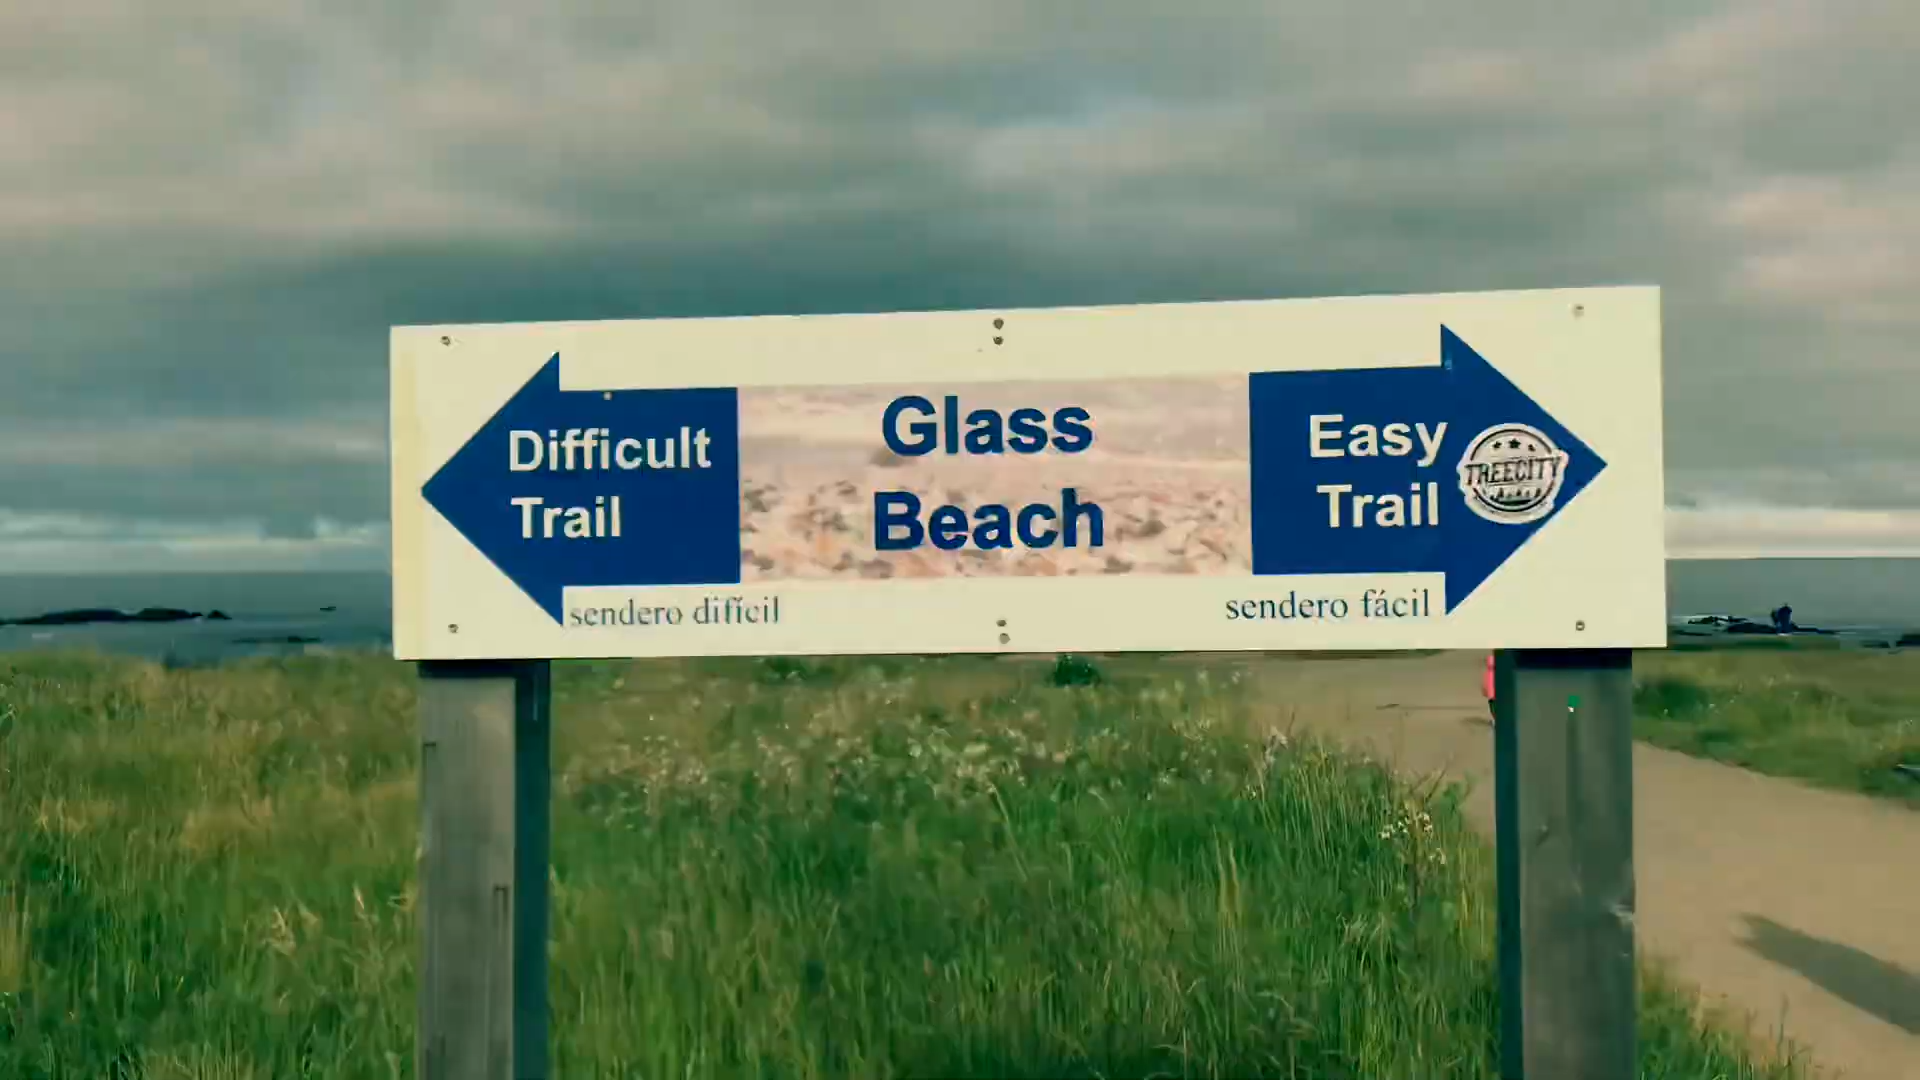 Difficult
Trail
sendero difícil
Glass
Beach
Easy
Trail
TREECITY
sendero fácil